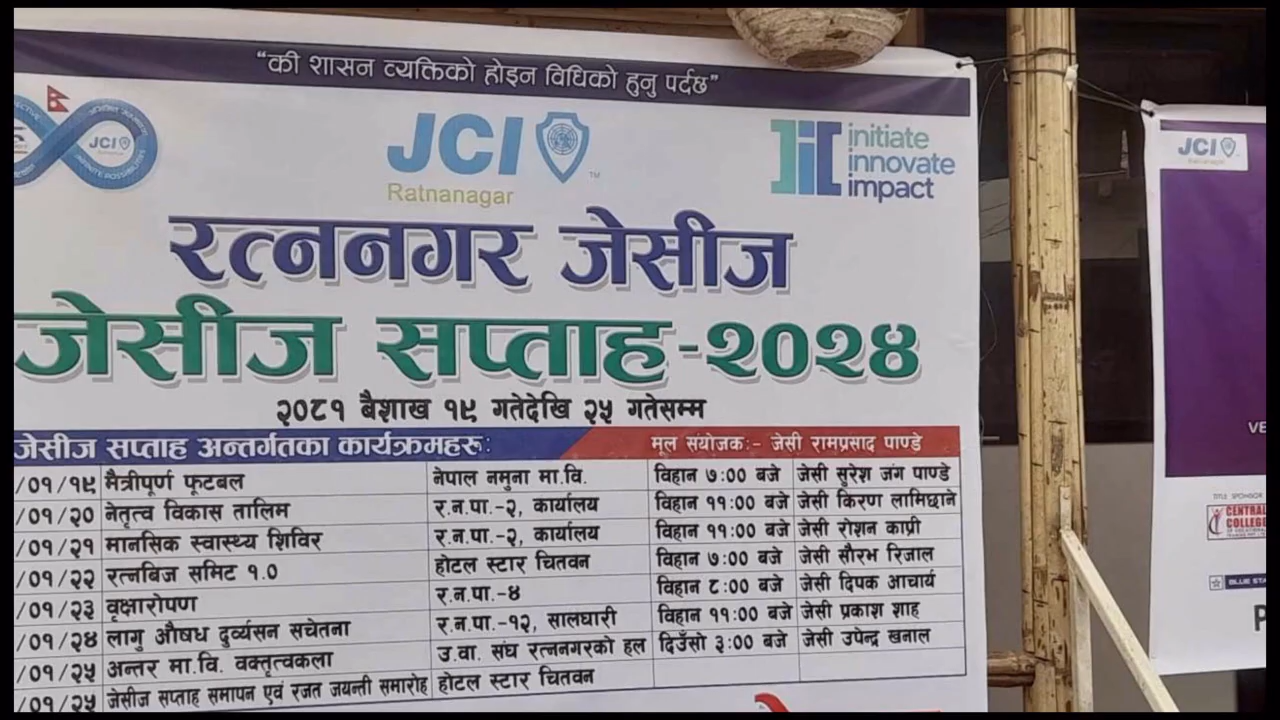 “की शासन व्यक्तिको होइन विधिको हुनु पर्दछ”
JCI
JCI
Ratnanagar
TM
initiate
innovate
impact
रत्ननगर जेसीज
जेसीज सप्ताह-२०२४
२०८१ बैशाख १९ गतेदेखि २५ गतेसम्म
जेसीज सप्ताह अन्तर्गतका कार्यक्रमहरु: मूल संयोजक:- जेसी रामप्रसाद पाण्डे
/०१/१९ मैत्रीपूर्ण फूटबल नेपाल नमुना मा.वि. विहान ७:०० बजे जेसी सुरेश जंग पाण्डे
/०१/२० नेतृत्व विकास तालिम र.न.पा.-२, कार्यालय विहान ११:०० बजे जेसी किरण लामिछाने
/०१/२१ मानसिक स्वास्थ्य शिविर र.न.पा.-२, कार्यालय विहान ११:०० बजे जेसी रोशन काप्री
/०१/२२ रत्नबिज समिट १.० होटल स्टार चितवन विहान ७:०० बजे जेसी सौरभ रिजाल
/०१/२३ वृक्षारोपण र.न.पा.-४ विहान ८:०० बजे जेसी दिपक आचार्य
/०१/२४ लागु औषध दुर्व्यसन सचेतना र.न.पा.-१२, सालघारी विहान ११:०० बजे जेसी प्रकाश शाह
/०१/२५ अन्तर मा.वि. वक्तृत्वकला उ.वा. संघ रत्ननगरको हल दिउँसो ३:०० बजे जेसी उपेन्द्र खनाल
/०१/२५ जेसीज सप्ताह समापन एवं रजत जयन्ती समारोह होटल स्टार चितवन
JCI
VE
TITLE SPONSOR
CENTRAL
COLLEGE
BLUE STA
P